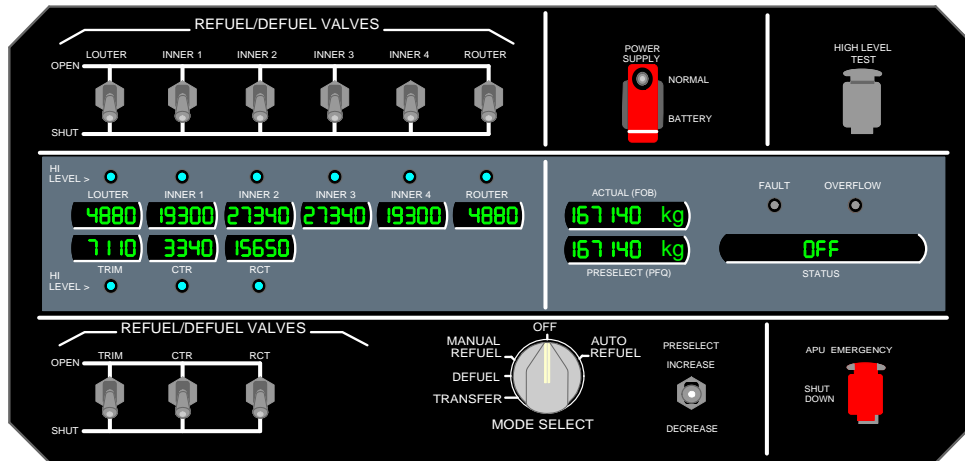 REFUEL/DEFUEL VALVES
LOUTER INNER 1 INNER 2 INNER 3 INNER 4 ROUTER
OPEN
SHUT
POWER
SUPPLY
NORMAL
BATTERY
HIGH LEVEL
TEST
HI
LEVEL >
LOUTER INNER 1 INNER 2 INNER 3 INNER 4 ROUTER
4880 19300 27340 27340 19300 4880
7110 3340 15650
TRIM CTR RCT
HI
LEVEL >
ACTUAL (FOB)
167140 kg
167140 kg
PRESELECT (PFQ)
FAULT OVERFLOW
OFF
STATUS
REFUEL/DEFUEL VALVES
TRIM CTR RCT
OPEN
SHUT
OFF
MANUAL
REFUEL
AUTO
REFUEL
DEFUEL
TRANSFER
MODE SELECT
PRESELECT
INCREASE
DECREASE
APU EMERGENCY
SHUT
DOWN